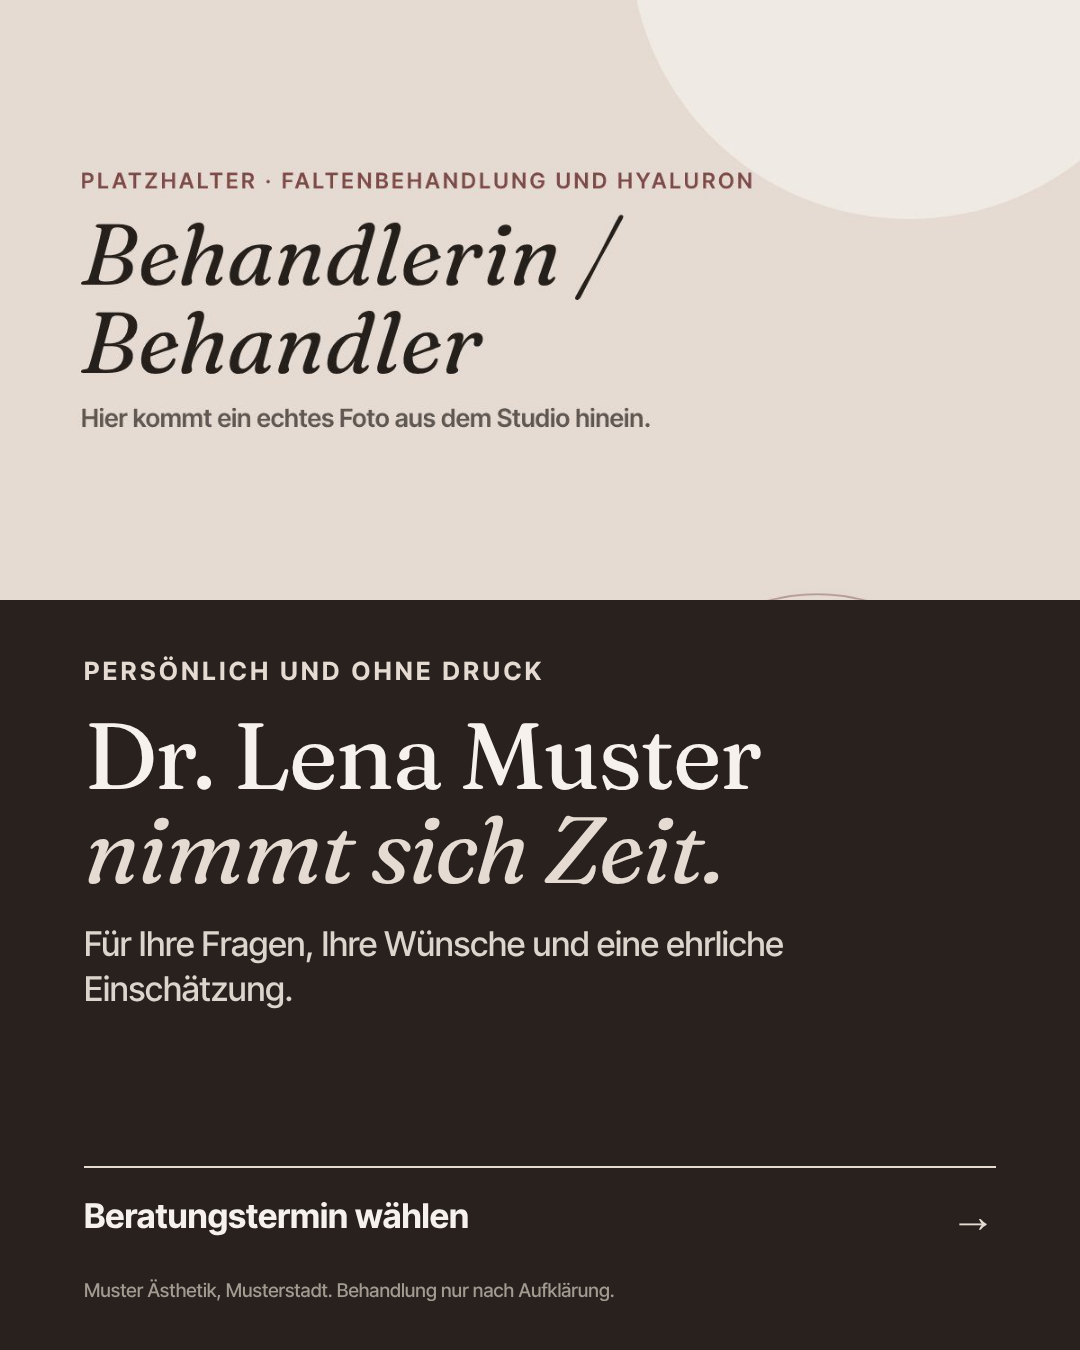 PLATZHALTER · FALTENBEHANDLUNG UND HYALURON
Behandlerin /
Behandler
Hier kommt ein echtes Foto aus dem Studio hinein.
PERSÖNLICH UND OHNE DRUCK
Dr. Lena Muster
nimmt sich Zeit.
Für Ihre Fragen, Ihre Wünsche und eine ehrliche
Einschätzung.
Beratungstermin wählen →
Muster Ästhetik, Musterstadt. Behandlung nur nach Aufklärung.